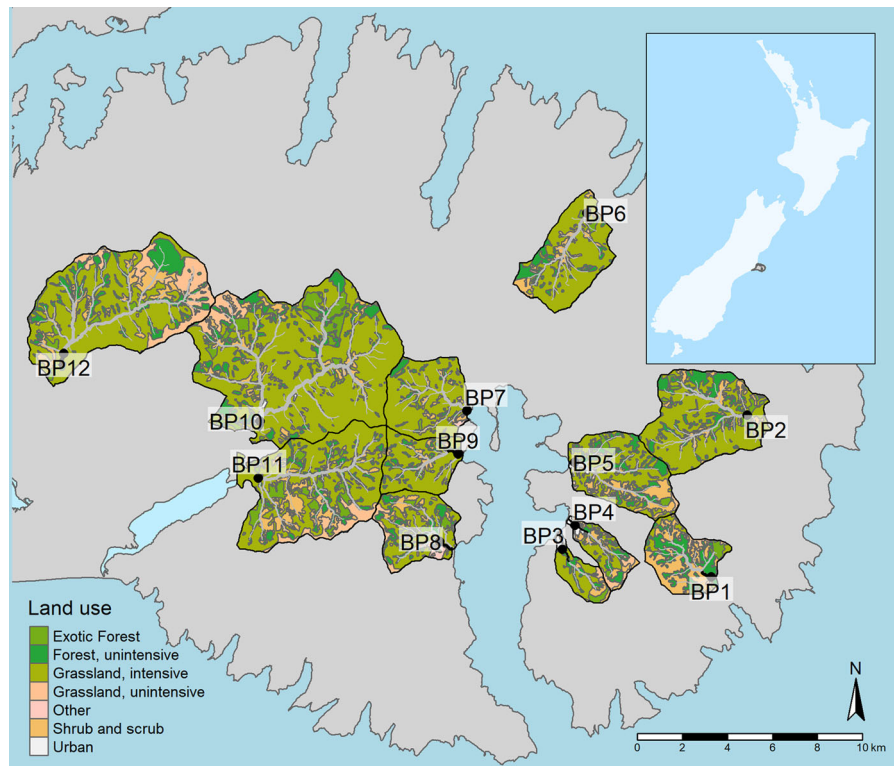 BP6
BP12
BP10
BP7
BP2
BP9
BP11
BP5
BP4
BP8
BP3
BP1
Land use
Exotic Forest
Forest, unintensive
Grassland, intensive
Grassland, unintensive
Other
Shrub and scrub
Urban
N
0 2 4 6 8 10 km